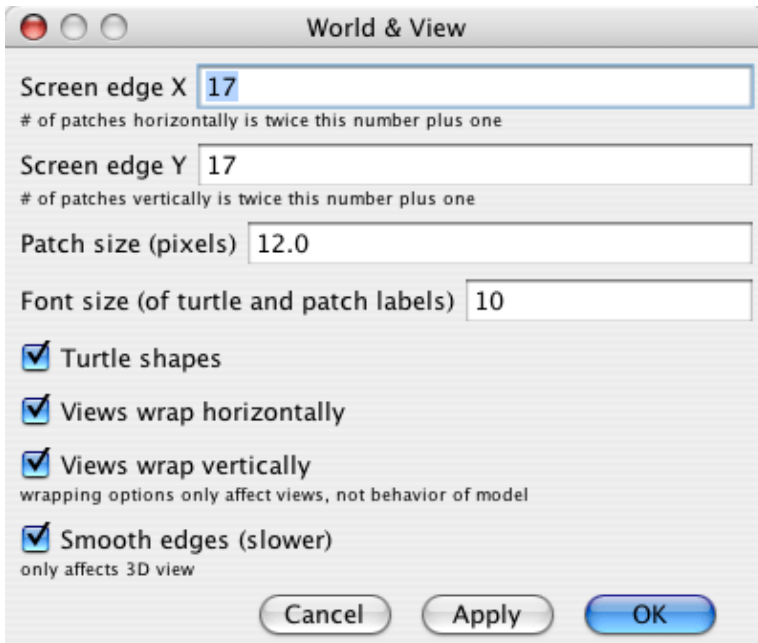 World & View
Screen edge X 17
# of patches horizontally is twice this number plus one
Screen edge Y 17
# of patches vertically is twice this number plus one
Patch size (pixels) 12.0
Font size (of turtle and patch labels) 10
Turtle shapes
Views wrap horizontally
Views wrap vertically
wrapping options only affect views, not behavior of model
Smooth edges (slower)
only affects 3D view
Cancel Apply OK